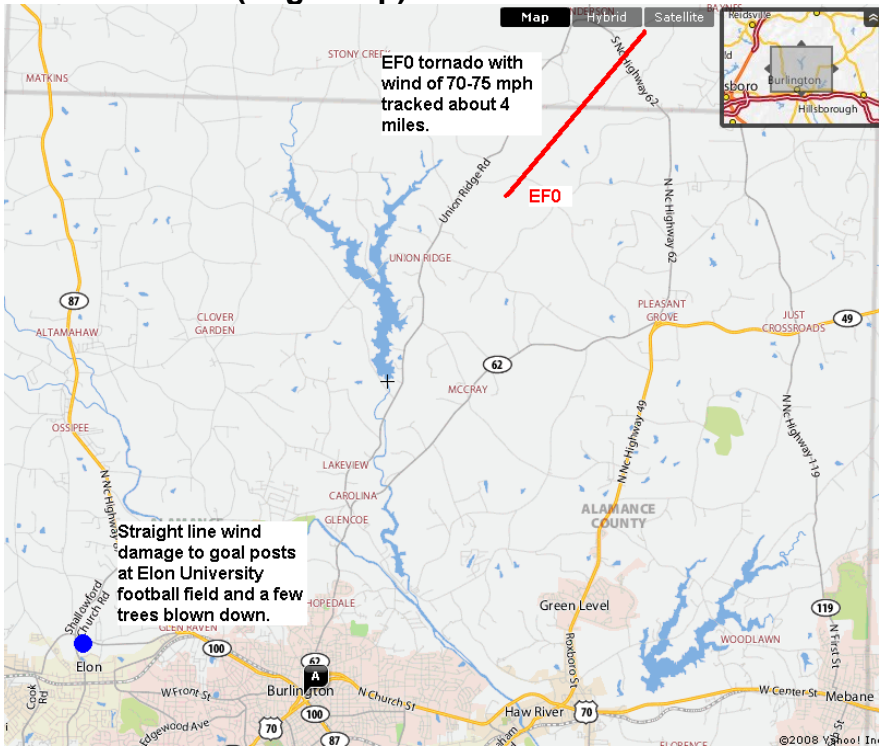 Map Hybrid Satellite
Reidsville
Burlington
sboro
Hillsborough
STONY CREEK
MATKINS
EF0 tornado with
wind of 70-75 mph
tracked about 4
miles.
S Nc Highway 62
EF0
Union Ridge Rd
N Nc Highway 62
UNION RIDGE
87
CLOVER
GARDEN
ALTAMAHAW
PLEASANT
GROVE
JUST
XCROSSROADS
49
62
MCCRAY
OSSIPEE
N Nc Highway 49
N Nc Highway 119
LAKEVIEW
CAROLINA
GLENCOE
ALAMANCE
COUNTY
Straight line wind
damage to goal posts
at Elon University
football field and a few
trees blown down.
HOPEDALE
Shallowford
Church Rd
GLEN RAVEN
Green Level
119
WOODLAWN
N First St
Elon
100
62
A
Burlington
Roxboro St
Cook
Rd
W Front St
N Church St
Haw River
70
W Center St
Mebane
Edgewood Ave
70
100
87
FLORENCE
©2008 Yahoo! Inc